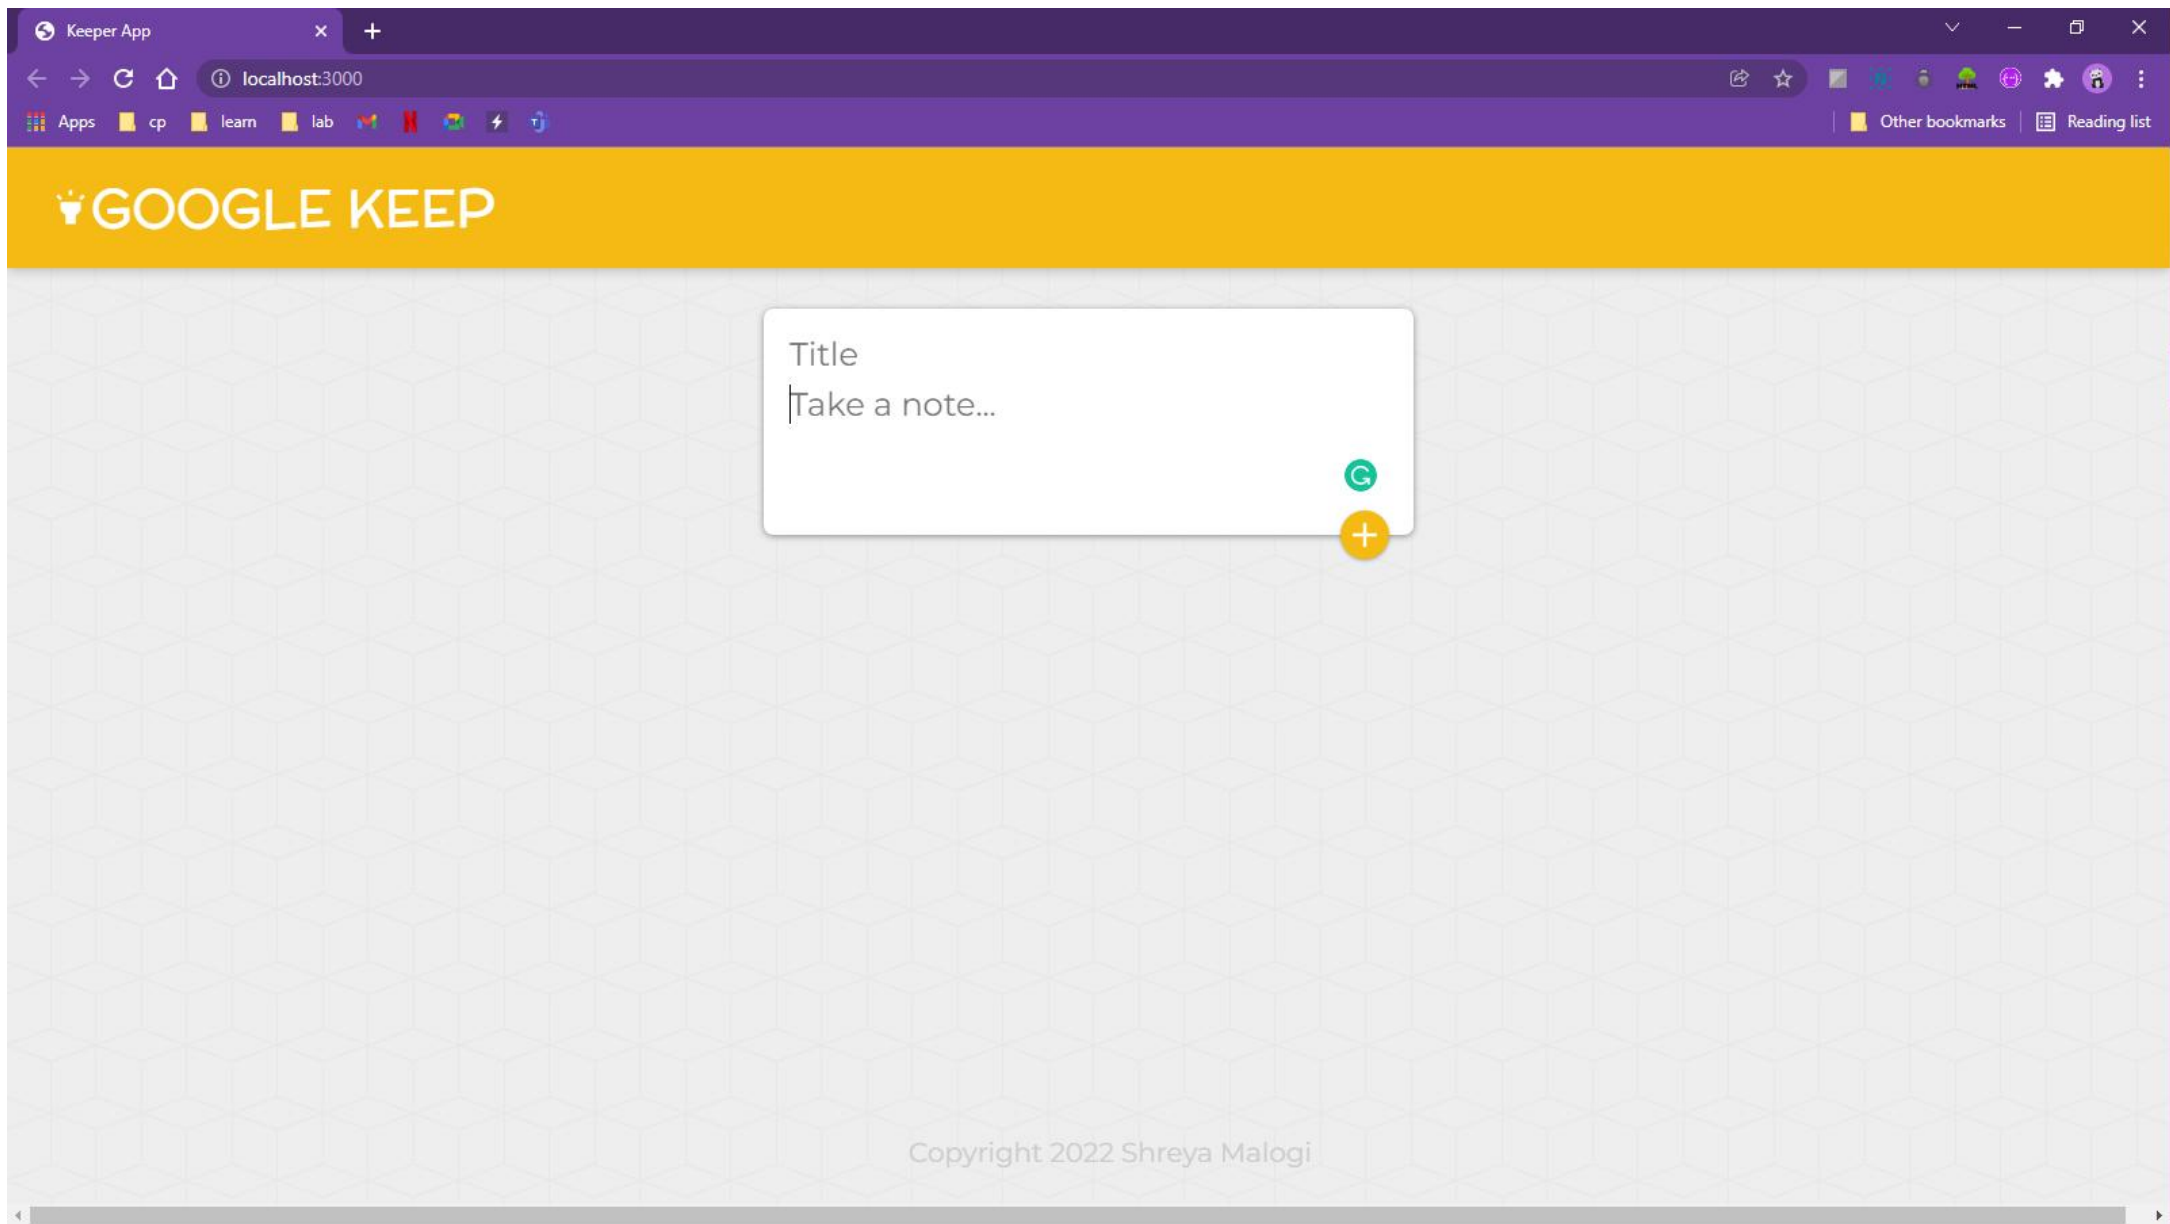 Keeper App
localhost:3000
Apps cp learn lab Other bookmarks Reading list
GOOGLE KEEP
Title
Take a note...
Copyright 2022 Shreya Malogi